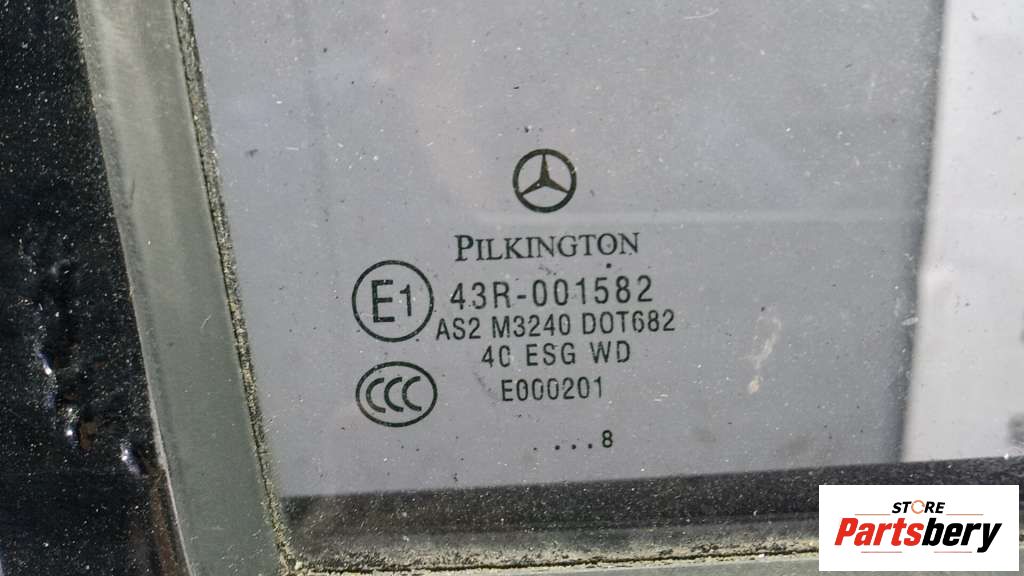 PILKINGTON
E1 43R-001582
AS2 M3240 DOT682
40 ESG WD
CCC E000201
....8
STORE
Partsbery